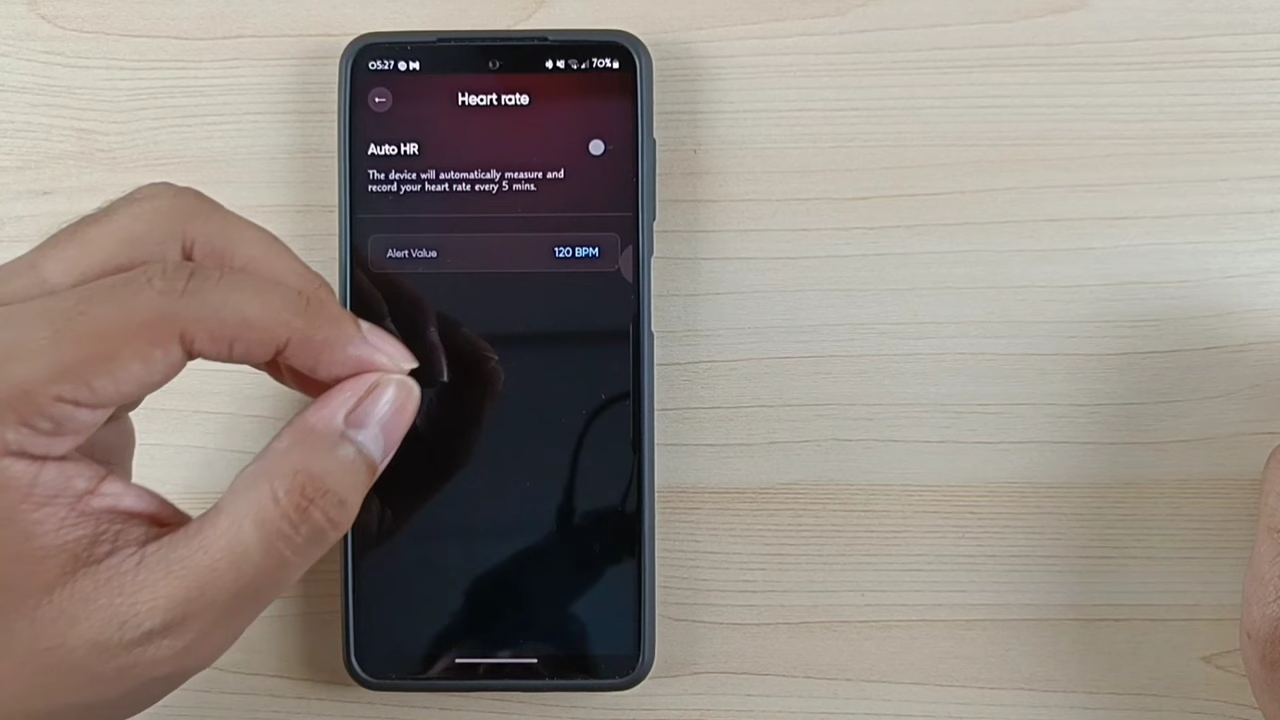 05:27 70%
Heart rate
Auto HR
The device will automatically measure and
record your heart rate every 5 mins.
Alert Value 120 BPM